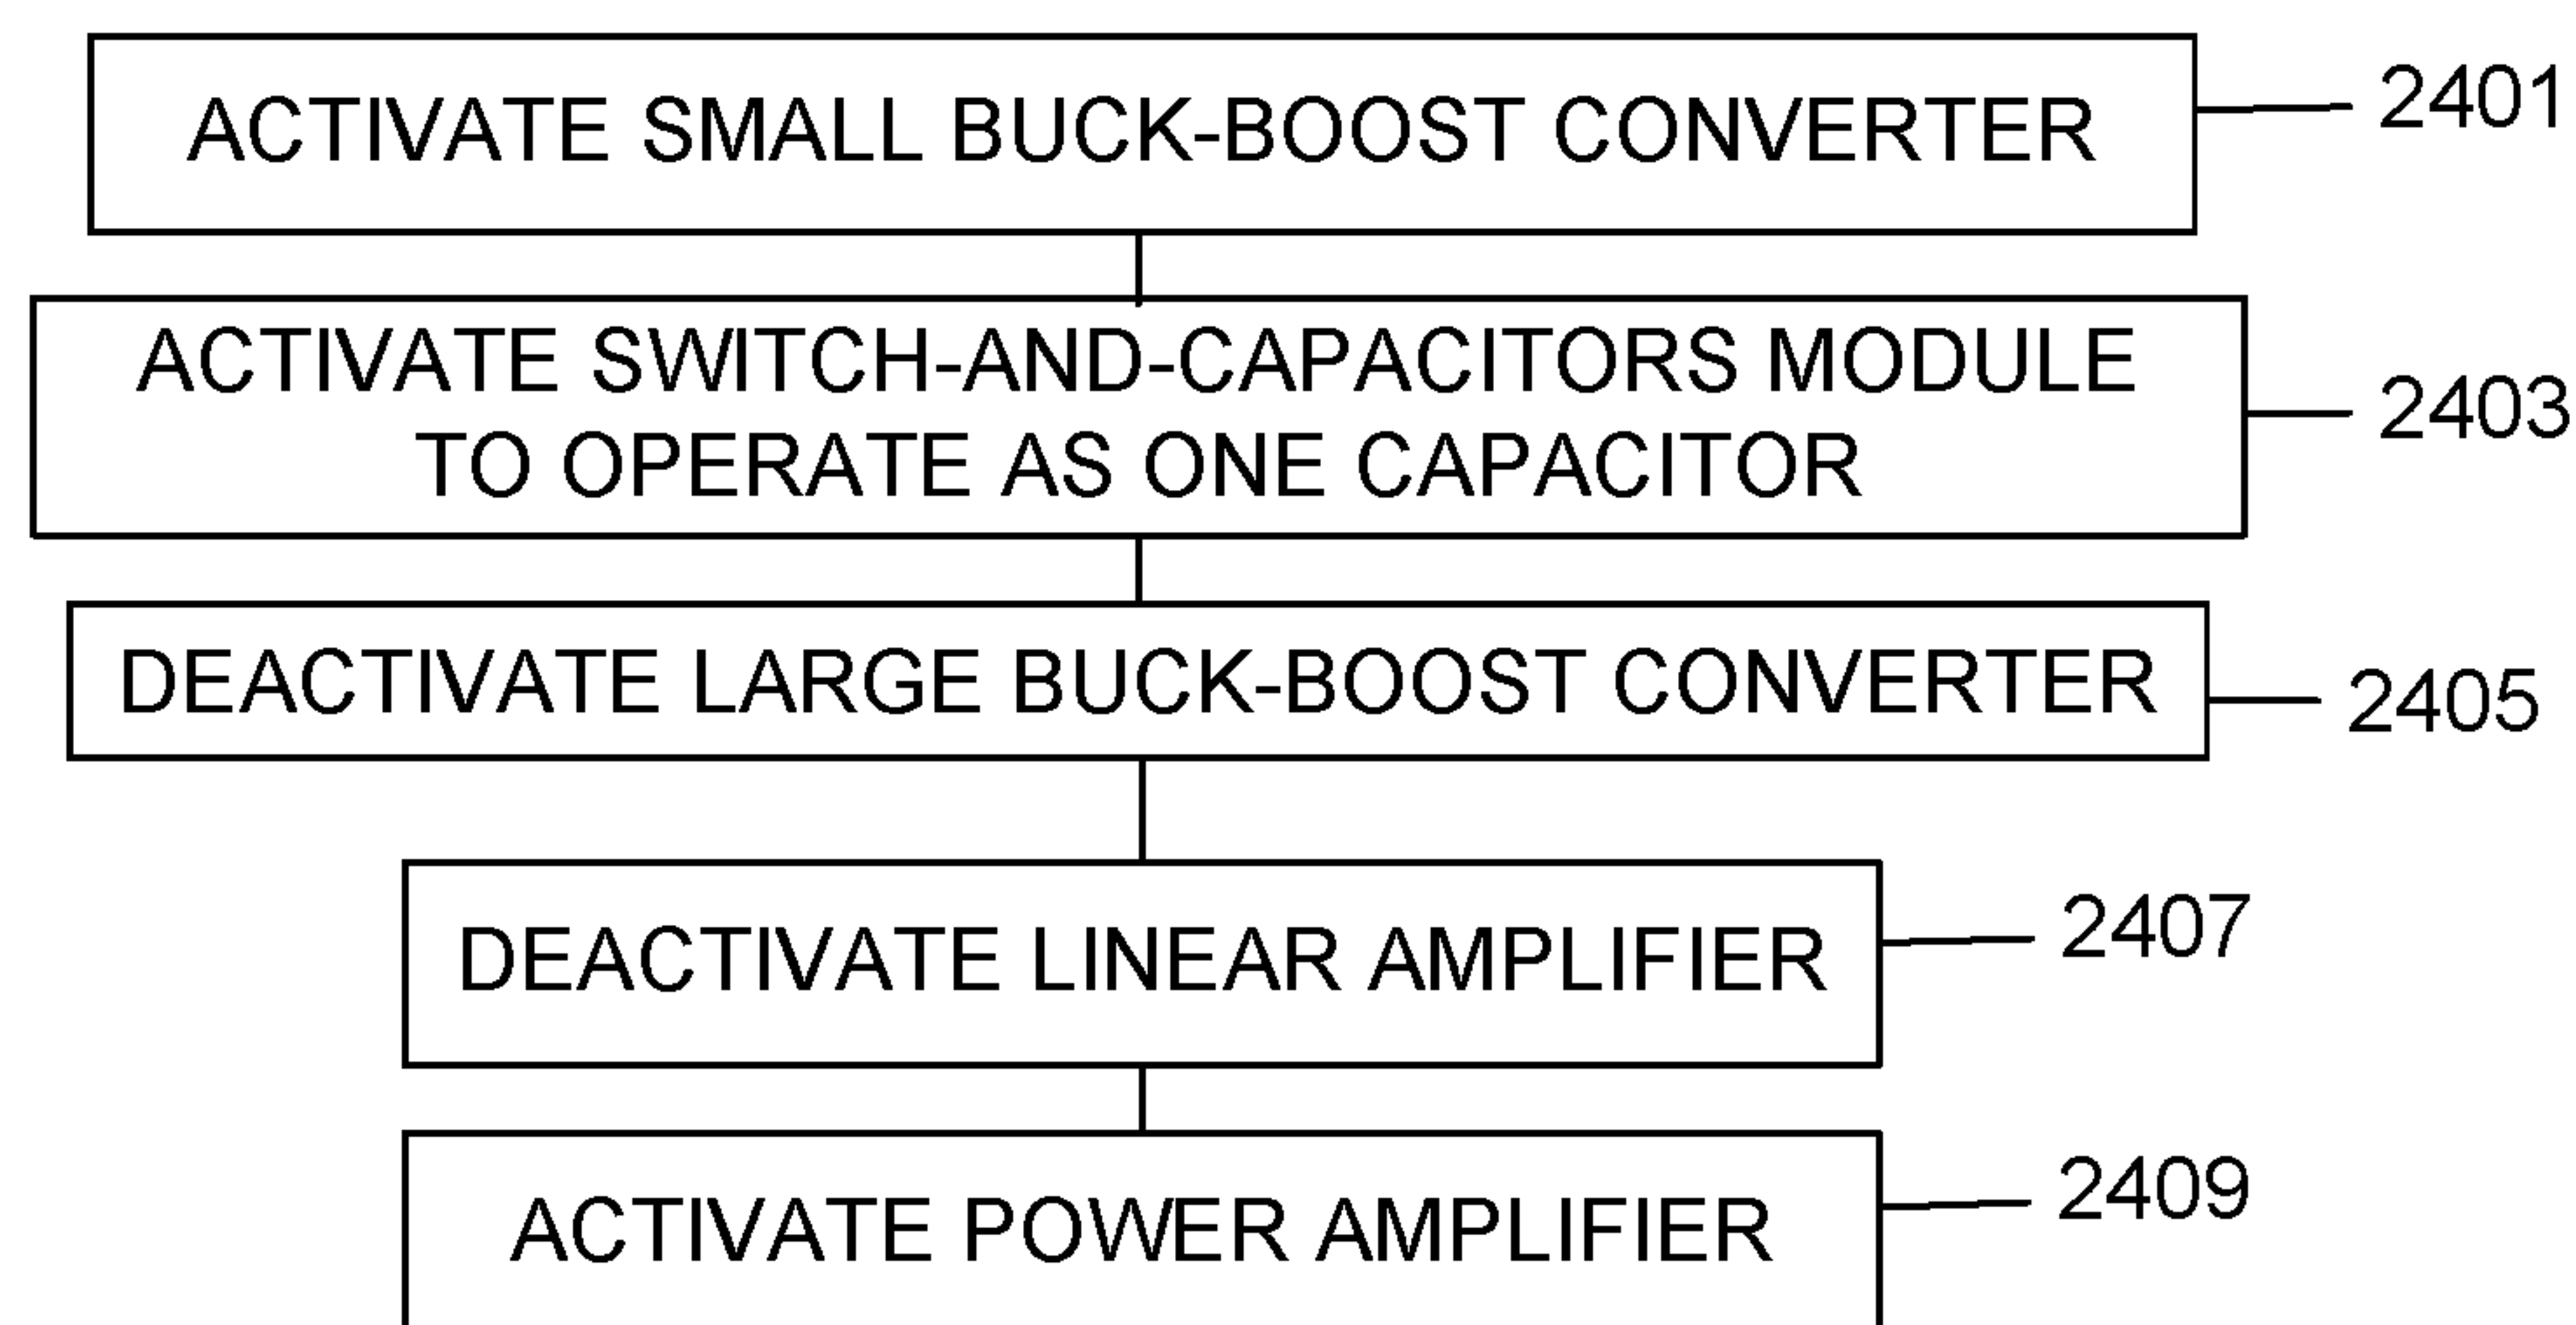 ACTIVATE SMALL BUCK-BOOST CONVERTER
2401
ACTIVATE SWITCH-AND-CAPACITORS MODULE
TO OPERATE AS ONE CAPACITOR
2403
DEACTIVATE LARGE BUCK-BOOST CONVERTER
2405
DEACTIVATE LINEAR AMPLIFIER
2407
ACTIVATE POWER AMPLIFIER
2409